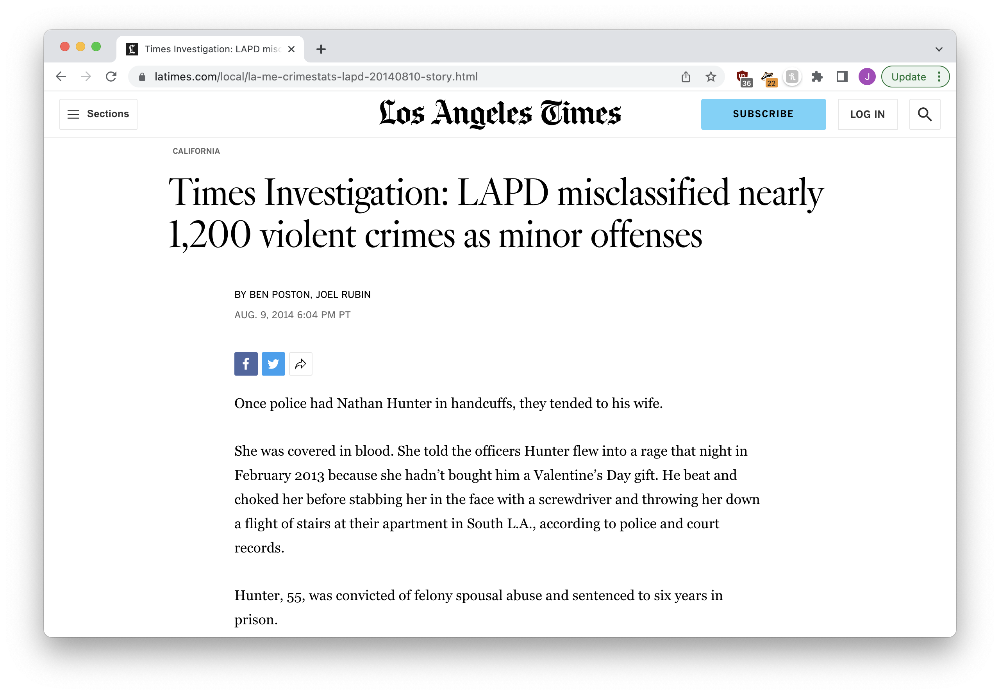 Times Investigation: LAPD misc
latimes.com/local/la-me-crimestats-lapd-20140810-story.html
36
22
J
Update
Sections
Los Angeles Times
SUBSCRIBE
LOG IN
CALIFORNIA
Times Investigation: LAPD misclassified nearly
1,200 violent crimes as minor offenses
BY BEN POSTON, JOEL RUBIN
AUG. 9, 2014 6:04 PM PT
Once police had Nathan Hunter in handcuffs, they tended to his wife.
She was covered in blood. She told the officers Hunter flew into a rage that night in
February 2013 because she hadn’t bought him a Valentine’s Day gift. He beat and
choked her before stabbing her in the face with a screwdriver and throwing her down
a flight of stairs at their apartment in South L.A., according to police and court
records.
Hunter, 55, was convicted of felony spousal abuse and sentenced to six years in
prison.